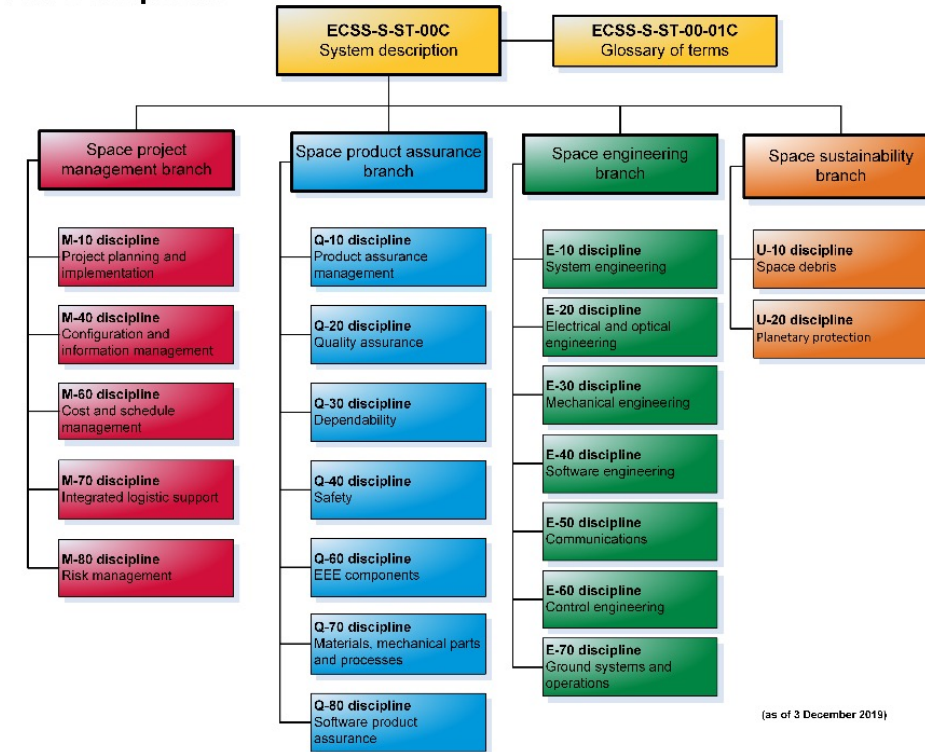 ECSS-S-ST-00C
System description
ECSS-S-ST-00-01C
Glossary of terms
Space project
management branch
M-10 discipline
Project planning and
implementation
M-40 discipline
Configuration and
information management
M-60 discipline
Cost and schedule
management
M-70 discipline
Integrated logistic support
M-80 discipline
Risk management
Space product assurance
branch
Q-10 discipline
Product assurance
management
Q-20 discipline
Quality assurance
Q-30 discipline
Dependability
Q-40 discipline
Safety
Q-60 discipline
EEE components
Q-70 discipline
Materials, mechanical parts
and processes
Q-80 discipline
Software product
assurance
Space engineering
branch
E-10 discipline
System engineering
E-20 discipline
Electrical and optical
engineering
E-30 discipline
Mechanical engineering
E-40 discipline
Software engineering
E-50 discipline
Communications
E-60 discipline
Control engineering
E-70 discipline
Ground systems and
operations
Space sustainability
branch
U-10 discipline
Space debris
U-20 discipline
Planetary protection
(as of 3 December 2019)